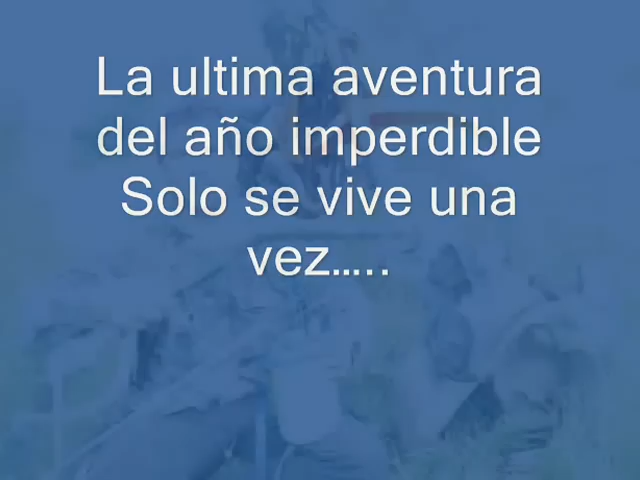 La ultima aventura
del año imperdible
Solo se vive una
vez…..